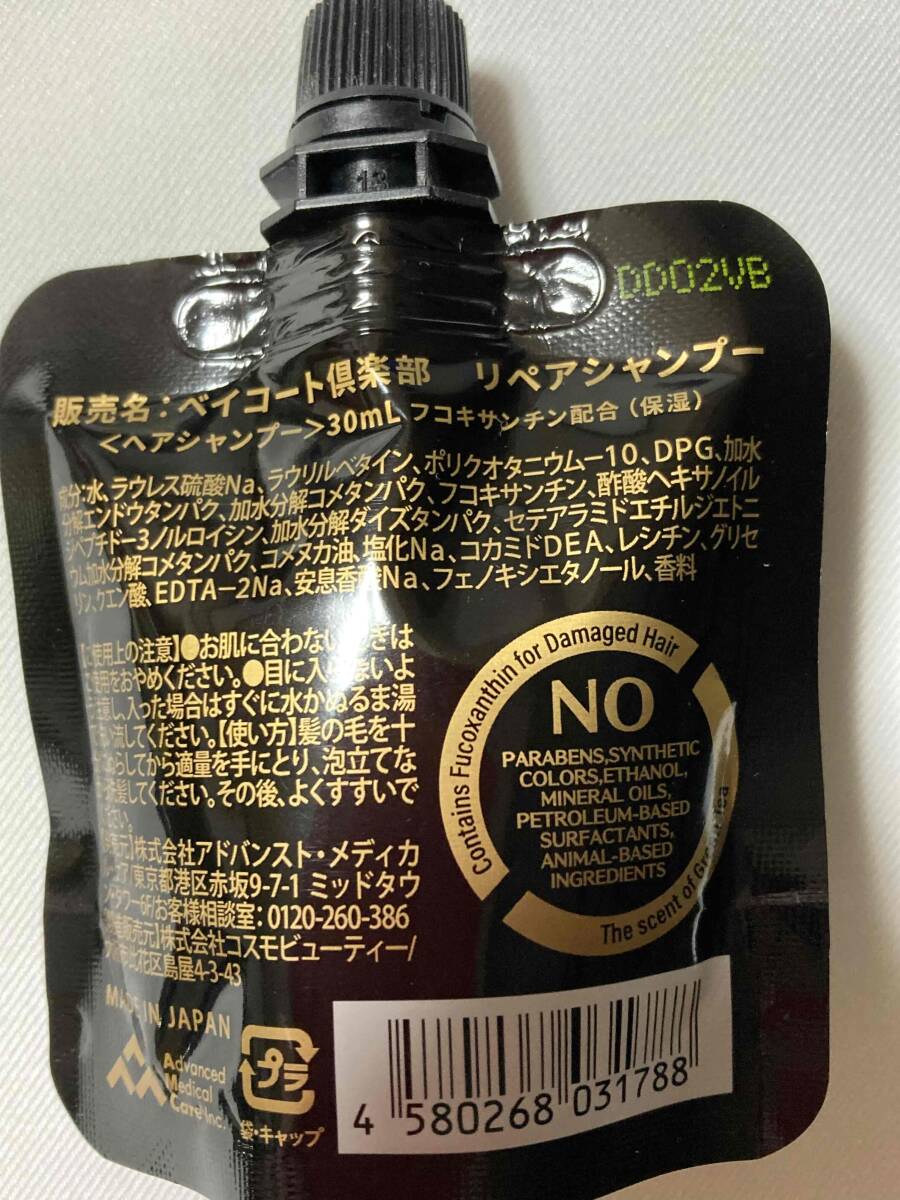 13
DD02VB
販売名：ベイコート倶楽部 リペアシャンプー
＜ヘアシャンプー＞30mL フコキサンチン配合（保湿）
成分：水、ラウレス硫酸Na、ラウリルベタイン、ポリクオタニウム－10、DPG、加水
分解エンドウタンパク、加水分解コメタンパク、フコキサンチン、酢酸ヘキサノイル
ジペプチド－3ノルロイシン、加水分解ダイズタンパク、セテアラミドエチルジエトニ
ウム加水分解コメタンパク、コメヌカ油、塩化Na、コカミドDEA、レシチン、グリセ
リン、クエン酸、EDTA－2Na、安息香酸Na、フェノキシエタノール、香料
使用上の注意】●お肌に合わない きは
使用をおやめください。●目に入 ないよ
注意し、入った場合はすぐに水かぬるま湯
流してください。【使い方】髪の毛を十
らしてから適量を手にとり、泡立てな
洗髪してください。その後、よくすすいで
さい。
元】株式会社アドバンスト・メディカ
ケア/東京都港区赤坂9-7-1 ミッドタウ
ンタワー6F/お客様相談室：0120-260-386
販売元】株式会社コスモビューティー/
市此花区島屋4-3-43
MADE IN JAPAN
Advanced
Medical
Care Inc.
プラ
袋・キャップ
Contains Fucoxanthin for Damaged Hair
NO
PARABENS,SYNTHETIC
COLORS,ETHANOL,
MINERAL OILS,
PETROLEUM-BASED
SURFACTANTS,
ANIMAL-BASED
INGREDIENTS
The scent of Green Tea
4 580268 031788